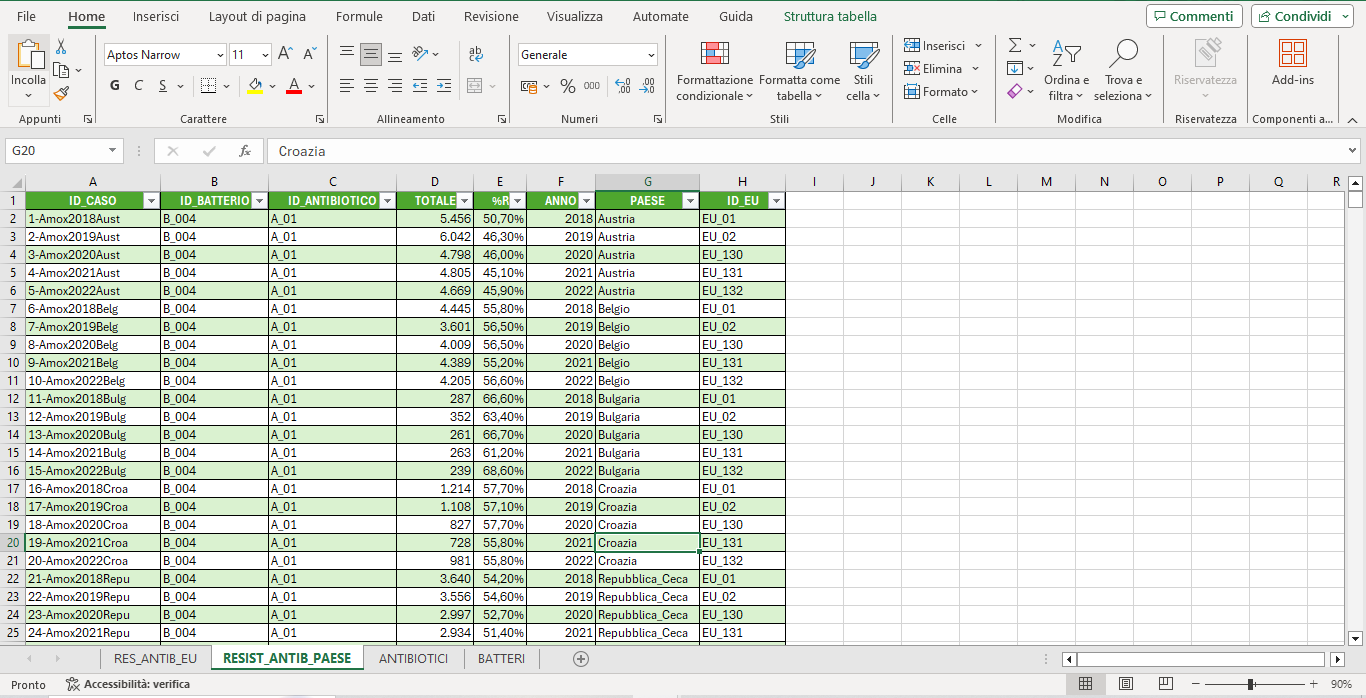 File Home Inserisci Layout di pagina Formule Dati Revisione Visualizza Automate Guida Struttura tabella Commenti Condividi
Incolla
Aptos Narrow 11
G C S
ab
Generale
% 000
Formattazione condizionale
Formatta come tabella
Stili cella
Inserisci
Elimina
Formato
Ordina e filtra
Trova e seleziona
Riservatezza
Add-ins
Appunti Carattere Allineamento Numeri Stili Celle Modifica Riservatezza Componenti a...
G20 fx Croazia
A B C D E F G H I J K L M N O P Q R
1 ID_CASO ID_BATTERIO ID_ANTIBIOTICO TOTALE %R ANNO PAESE ID_EU
2 1-Amox2018Aust B_004 A_01 5.456 50,70% 2018 Austria EU_01
3 2-Amox2019Aust B_004 A_01 6.042 46,30% 2019 Austria EU_02
4 3-Amox2020Aust B_004 A_01 4.798 46,00% 2020 Austria EU_130
5 4-Amox2021Aust B_004 A_01 4.805 45,10% 2021 Austria EU_131
6 5-Amox2022Aust B_004 A_01 4.669 45,90% 2022 Austria EU_132
7 6-Amox2018Belg B_004 A_01 4.445 55,80% 2018 Belgio EU_01
8 7-Amox2019Belg B_004 A_01 3.601 56,50% 2019 Belgio EU_02
9 8-Amox2020Belg B_004 A_01 4.009 56,50% 2020 Belgio EU_130
10 9-Amox2021Belg B_004 A_01 4.389 55,20% 2021 Belgio EU_131
11 10-Amox2022Belg B_004 A_01 4.205 56,60% 2022 Belgio EU_132
12 11-Amox2018Bulg B_004 A_01 287 66,60% 2018 Bulgaria EU_01
13 12-Amox2019Bulg B_004 A_01 352 63,40% 2019 Bulgaria EU_02
14 13-Amox2020Bulg B_004 A_01 261 66,70% 2020 Bulgaria EU_130
15 14-Amox2021Bulg B_004 A_01 263 61,20% 2021 Bulgaria EU_131
16 15-Amox2022Bulg B_004 A_01 239 68,60% 2022 Bulgaria EU_132
17 16-Amox2018Croa B_004 A_01 1.214 57,70% 2018 Croazia EU_01
18 17-Amox2019Croa B_004 A_01 1.108 57,10% 2019 Croazia EU_02
19 18-Amox2020Croa B_004 A_01 827 57,70% 2020 Croazia EU_130
20 19-Amox2021Croa B_004 A_01 728 55,80% 2021 Croazia EU_131
21 20-Amox2022Croa B_004 A_01 981 55,80% 2022 Croazia EU_132
22 21-Amox2018Repu B_004 A_01 3.640 54,20% 2018 Repubblica_Ceca EU_01
23 22-Amox2019Repu B_004 A_01 3.556 54,60% 2019 Repubblica_Ceca EU_02
24 23-Amox2020Repu B_004 A_01 2.997 52,70% 2020 Repubblica_Ceca EU_130
25 24-Amox2021Repu B_004 A_01 2.934 51,40% 2021 Repubblica_Ceca EU_131
RES_ANTIB_EU RESIST_ANTIB_PAESE ANTIBIOTICI BATTERI
Pronto Accessibilità: verifica 90%